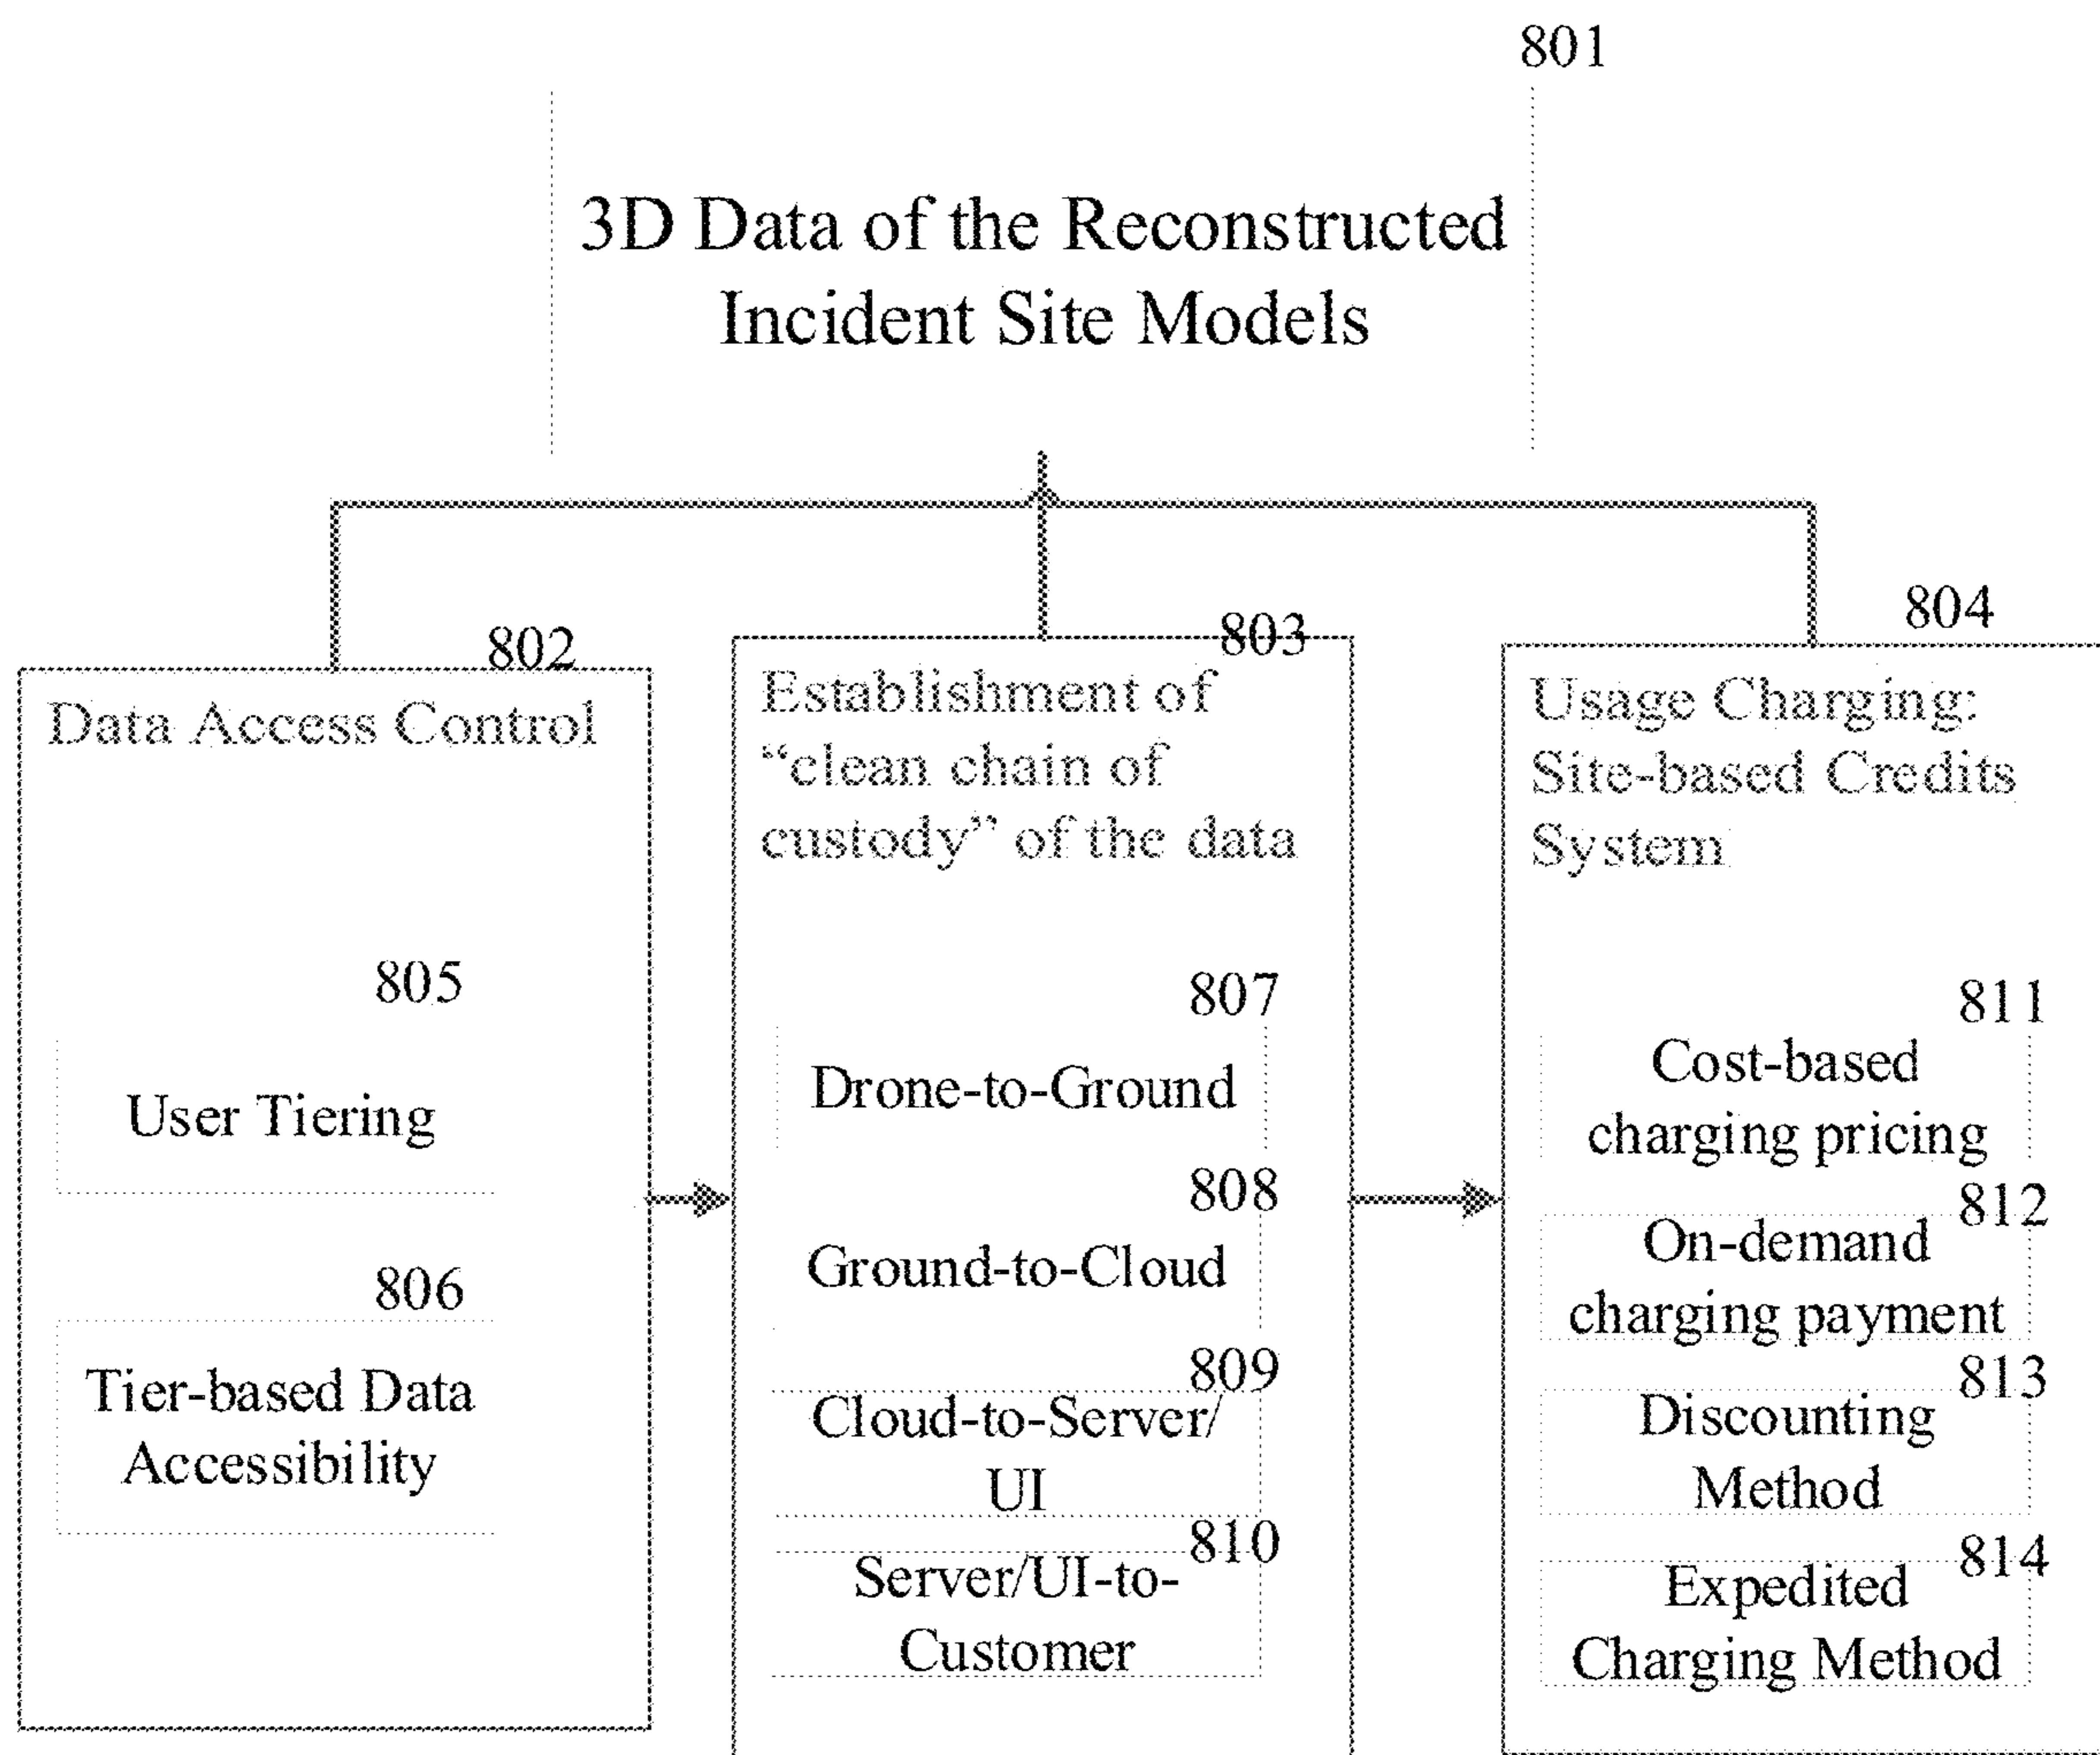 801
3D Data of the Reconstructed
Incident Site Models
802
Data Access Control
805
User Tiering
806
Tier-based Data
Accessibility
803
Establishment of
“clean chain of
custody” of the data
807
Drone-to-Ground
808
Ground-to-Cloud
809
Cloud-to-Server/
UI
810
Server/UI-to-
Customer
804
Usage Charging:
Site-based Credits
System
811
Cost-based
charging pricing
812
On-demand
charging payment
813
Discounting
Method
814
Expedited
Charging Method